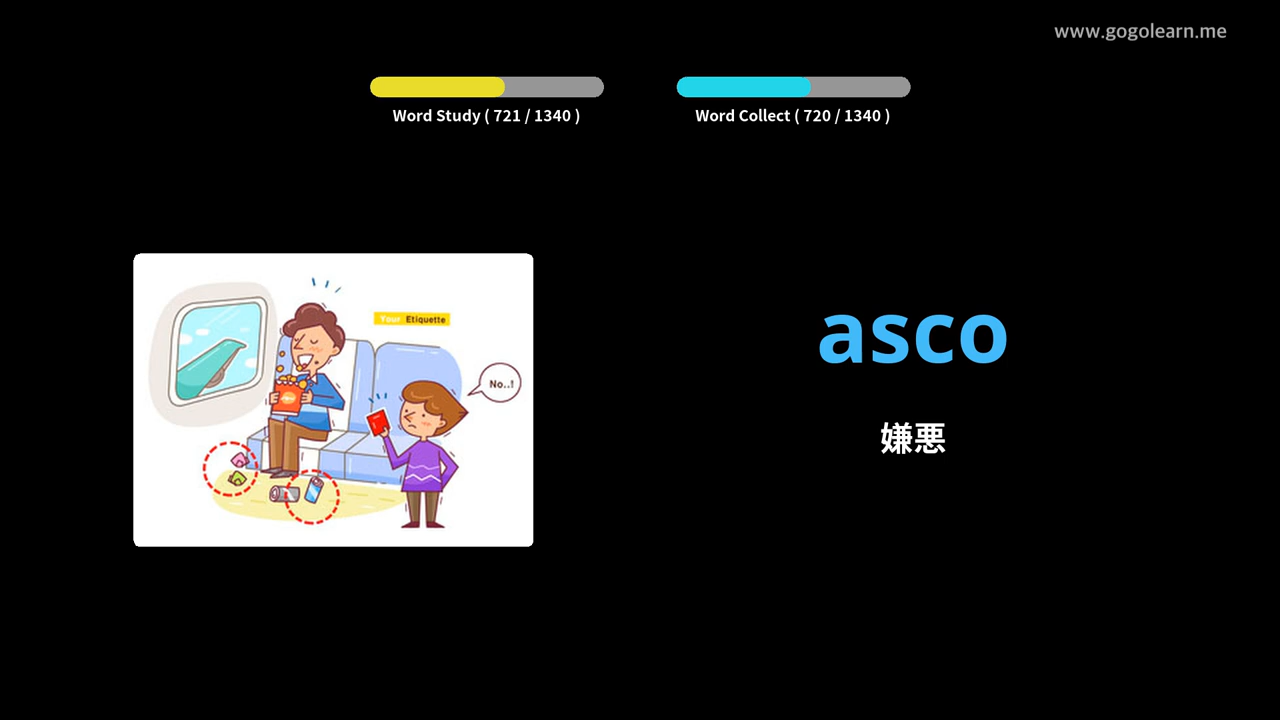 www.gogolearn.me
Word Study ( 721 / 1340 )
Word Collect ( 720 / 1340 )
Your Etiquette
No..!
asco
嫌悪